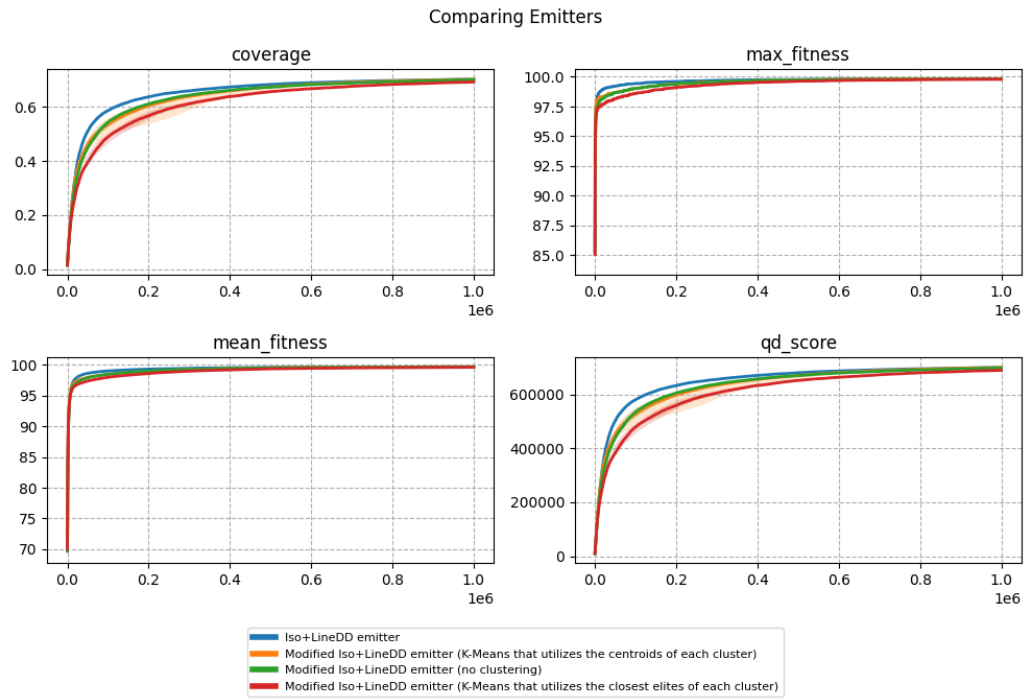 Comparing Emitters
coverage
0.6
0.4
0.2
0.0
0.0 0.2 0.4 0.6 0.8 1.0
1e6
max_fitness
100.0
97.5
95.0
92.5
90.0
87.5
85.0
0.0 0.2 0.4 0.6 0.8 1.0
1e6
mean_fitness
100
95
90
85
80
75
70
0.0 0.2 0.4 0.6 0.8 1.0
1e6
qd_score
600000
400000
200000
0
0.0 0.2 0.4 0.6 0.8 1.0
1e6
Iso+LineDD emitter
Modified Iso+LineDD emitter (K-Means that utilizes the centroids of each cluster)
Modified Iso+LineDD emitter (no clustering)
Modified Iso+LineDD emitter (K-Means that utilizes the closest elites of each cluster)